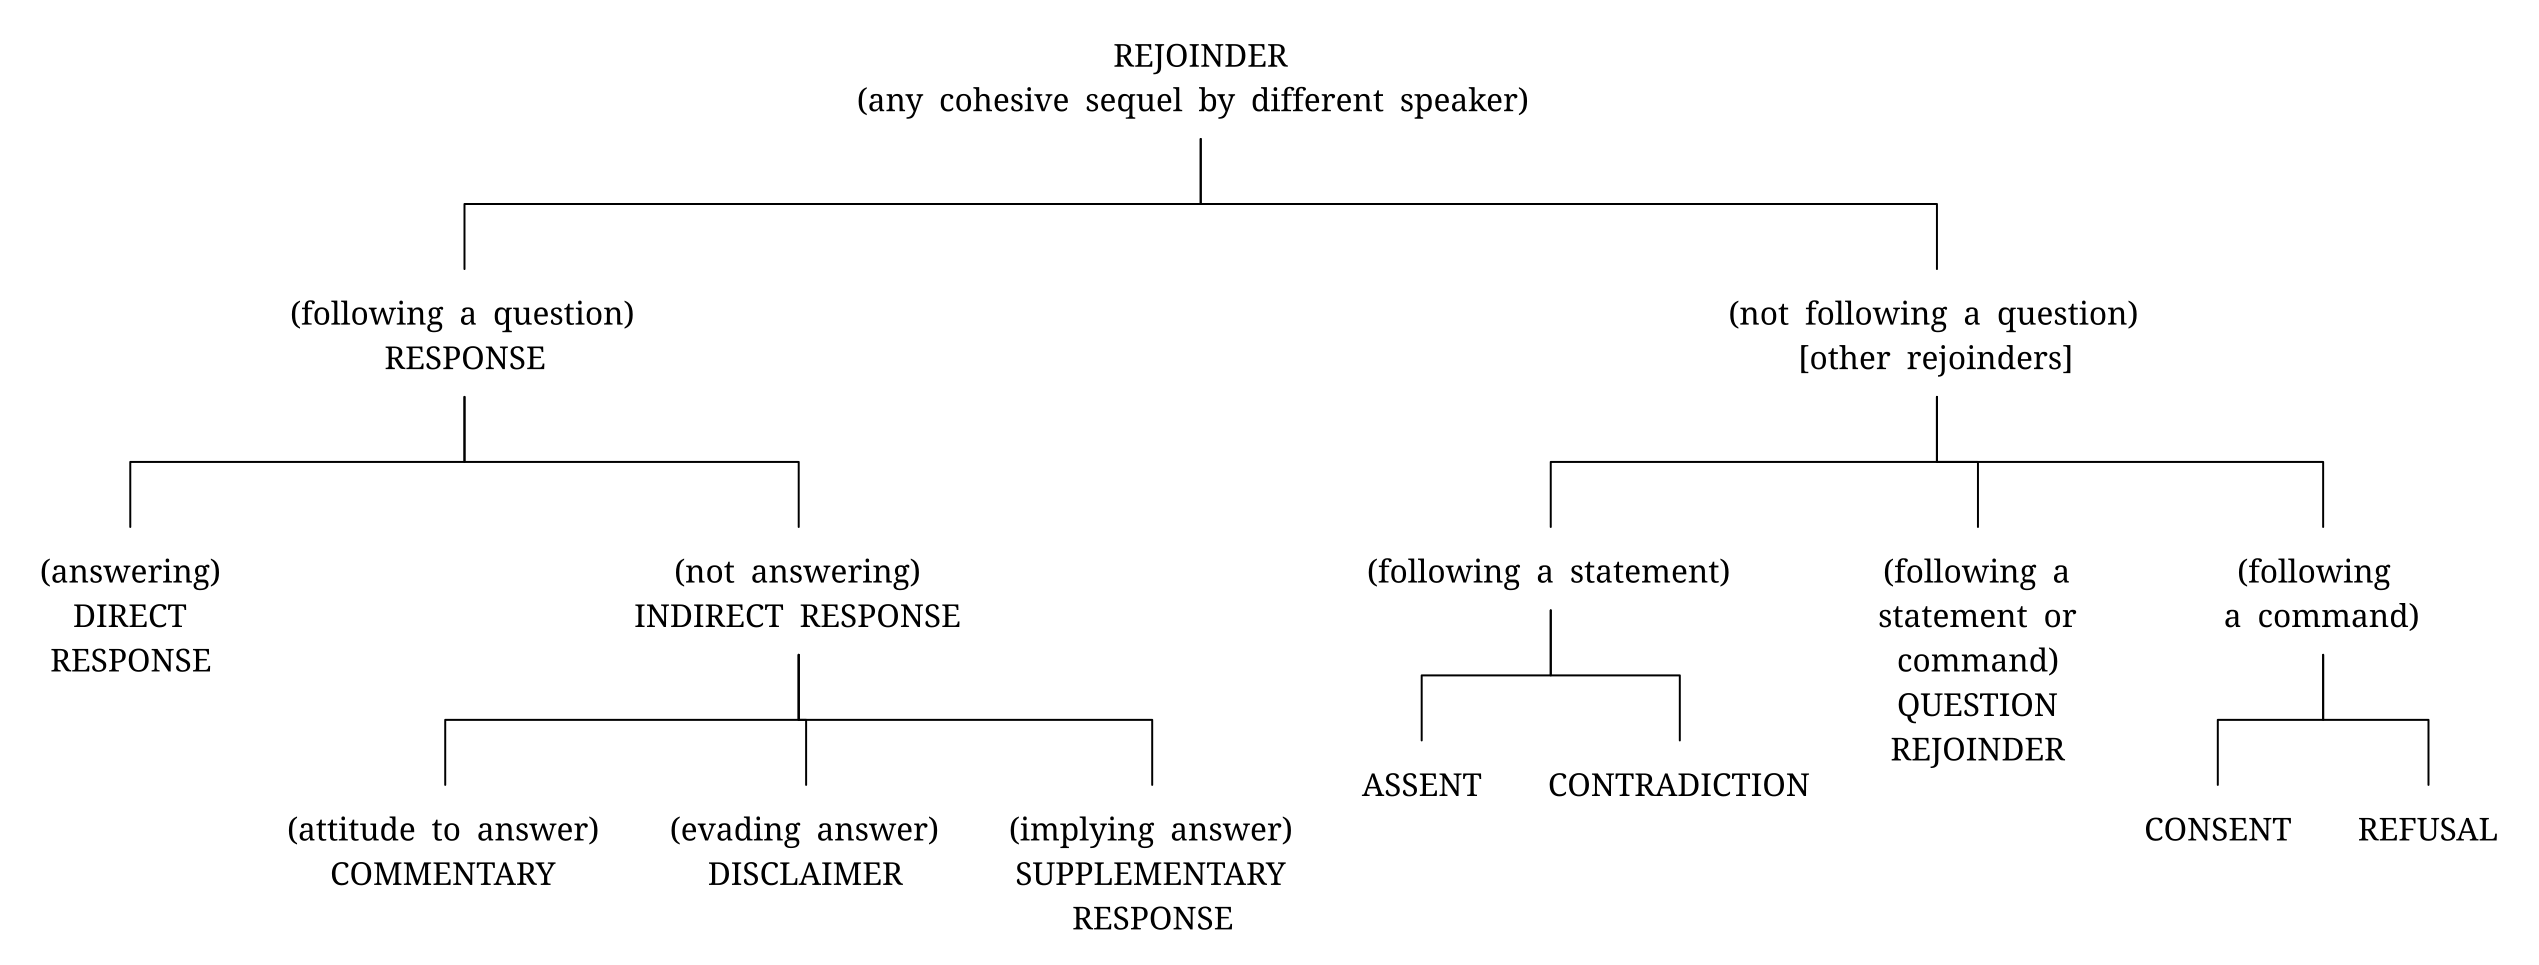 REJOINDER
(any cohesive sequel by different speaker)
(following a question)
RESPONSE
(not following a question)
[other rejoinders]
(answering)
DIRECT
RESPONSE
(not answering)
INDIRECT RESPONSE
(following a statement)
(following a
statement or
command)
QUESTION
REJOINDER
(following
a command)
(attitude to answer)
COMMENTARY
(evading answer)
DISCLAIMER
(implying answer)
SUPPLEMENTARY
RESPONSE
ASSENT
CONTRADICTION
CONSENT
REFUSAL